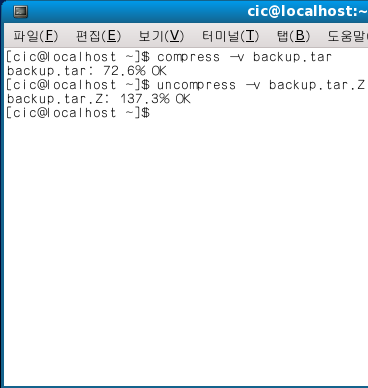 cic@localhost:~
파일(F) 편집(E) 보기(V) 터미널(T) 탭(B) 도움말
[cic@localhost ~]$ compress -v backup.tar
backup.tar: 72.6% OK
[cic@localhost ~]$ uncompress -v backup.tar.Z
backup.tar.Z: 137.3% OK
[cic@localhost ~]$